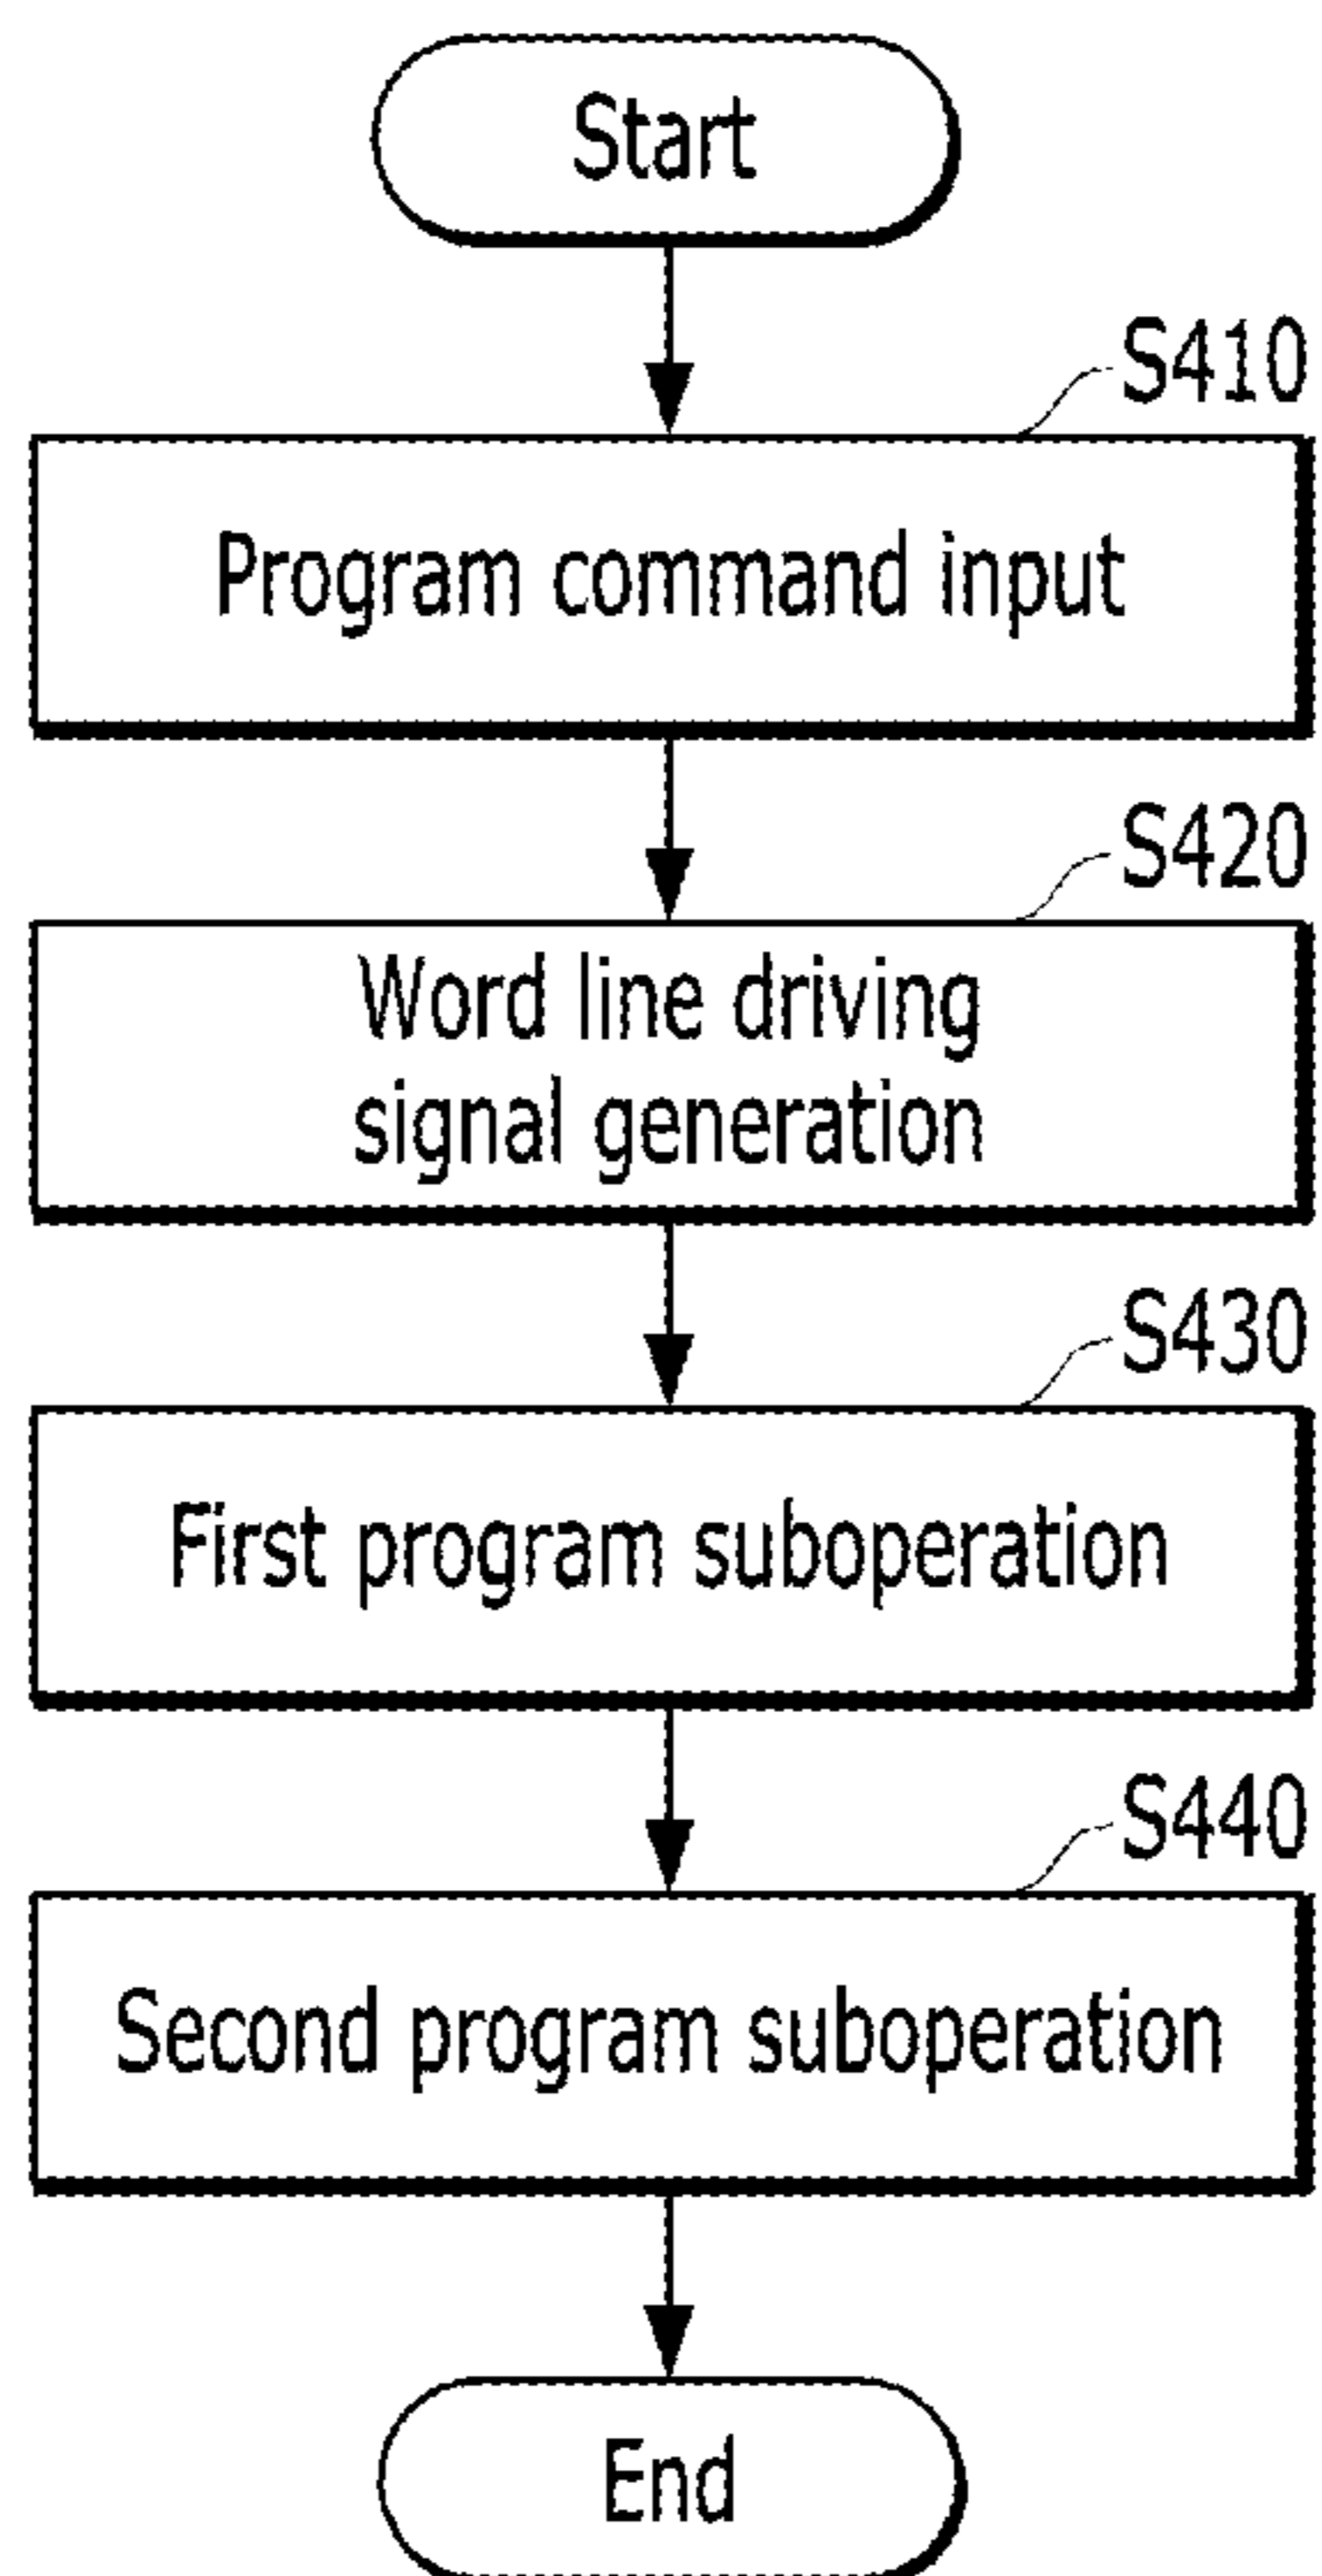 Start
S410
Program command input
S420
Word line driving
signal generation
S430
First program suboperation
S440
Second program suboperation
End